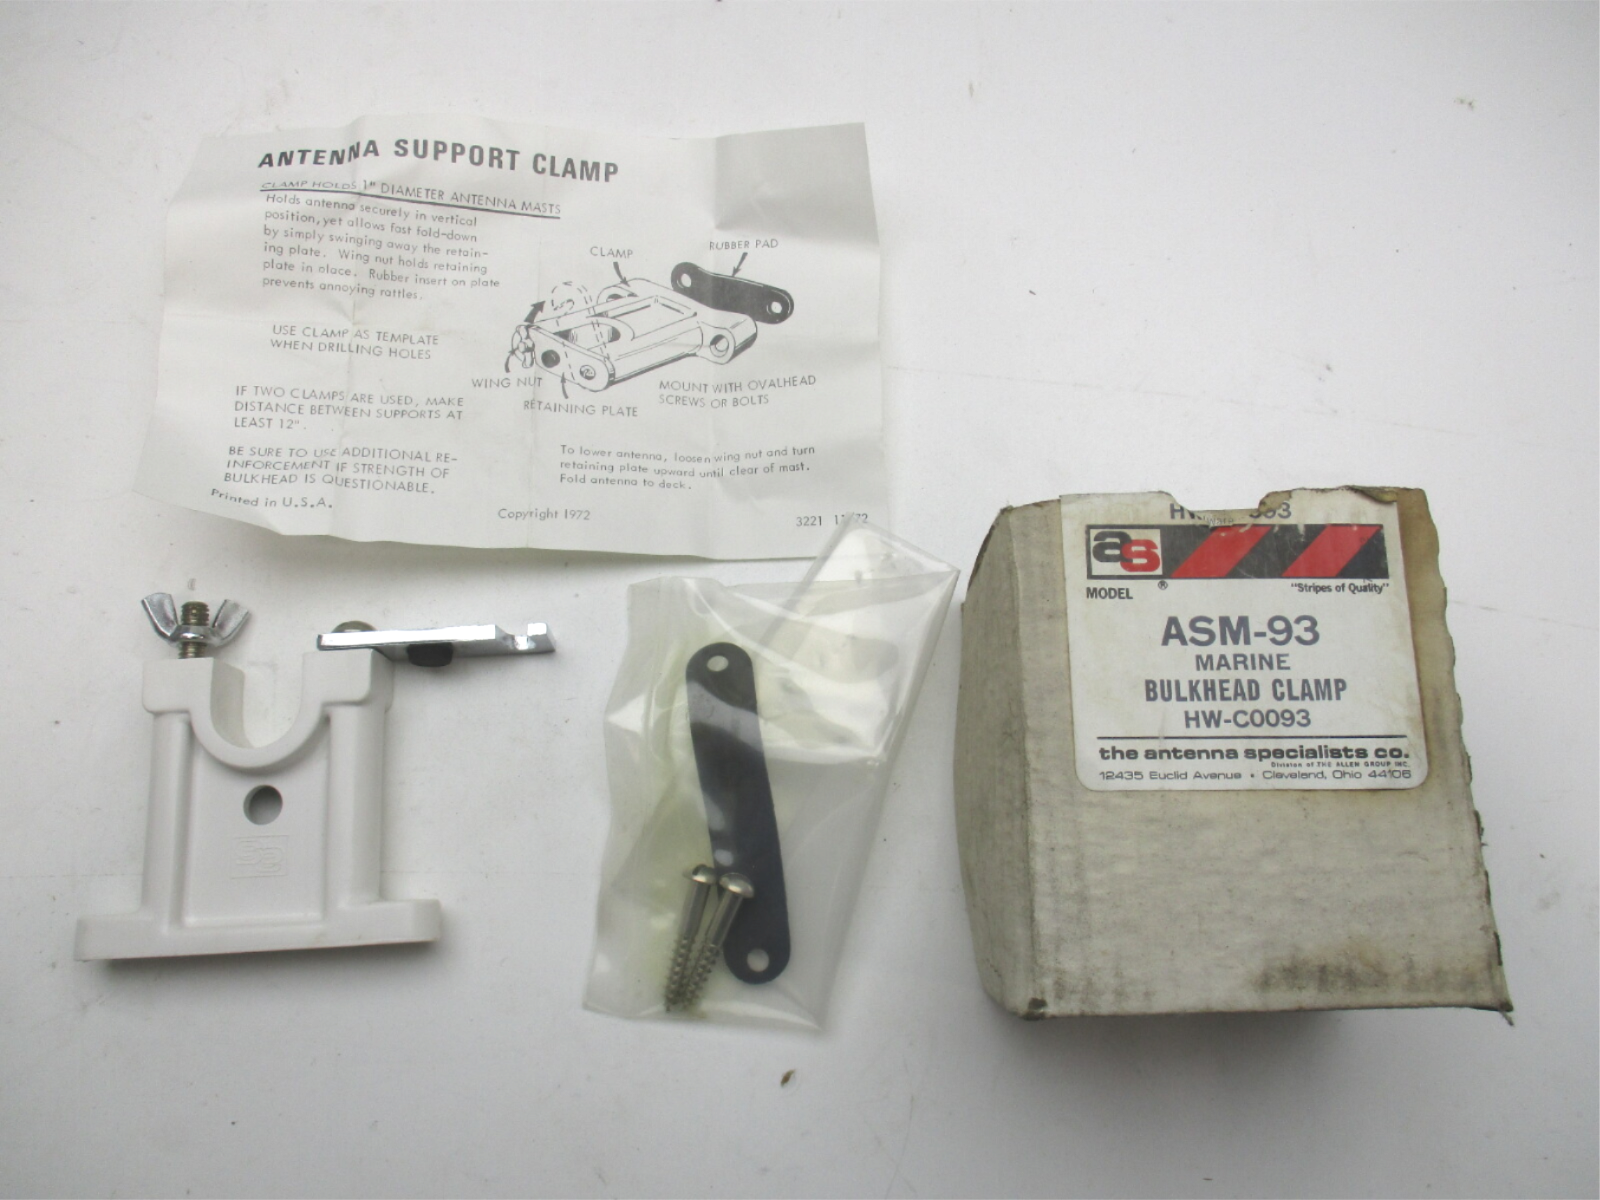 ANTENNA SUPPORT CLAMP
CLAMP HOLDS 1" DIAMETER ANTENNA MASTS
Holds antenna securely in vertical
position, yet allows fast fold-down
by simply swinging away the retain-
ing plate. Wing nut holds retaining
plate in place. Rubber insert on plate
prevents annoying rattles.
CLAMP
RUBBER PAD
USE CLAMP AS TEMPLATE
WHEN DRILLING HOLES
WING NUT
RETAINING PLATE
MOUNT WITH OVALHEAD
SCREWS OR BOLTS
IF TWO CLAMPS ARE USED, MAKE
DISTANCE BETWEEN SUPPORTS AT
LEAST 12".
BE SURE TO USE ADDITIONAL RE-
INFORCEMENT IF STRENGTH OF
BULKHEAD IS QUESTIONABLE.
To lower antenna, loosen wing nut and turn
retaining plate upward until clear of mast.
Fold antenna to deck.
Printed in U.S.A.
Copyright 1972
3221
as
MODEL ®
"Stripes of Quality"
ASM-93
MARINE
BULKHEAD CLAMP
HW-C0093
the antenna specialists co.
Division of THE ALLEN GROUP INC.
12435 Euclid Avenue • Cleveland, Ohio 44106